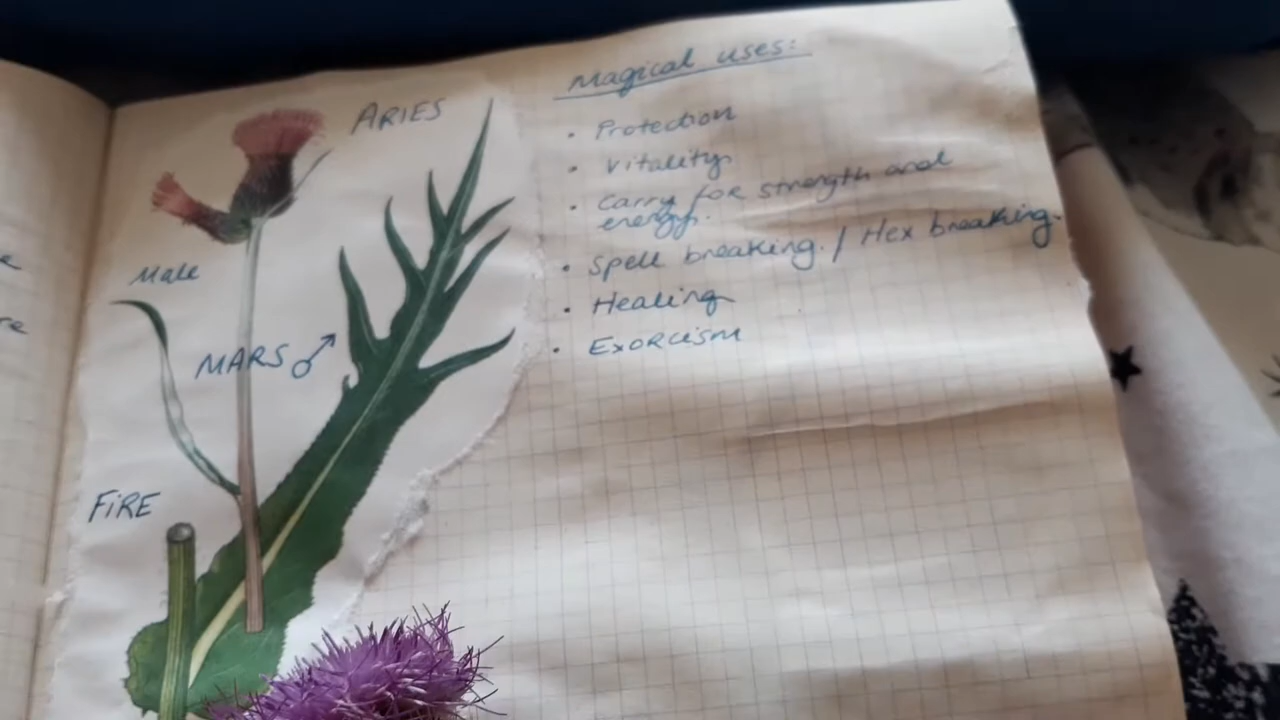 ARIES
Male
MARS ♂
FIRE
Magical uses:
• Protection
• Vitality
• Carry for strength and
energy.
• Spell breaking. / Hex breaking.
• Healing
• Exorcism
e
re